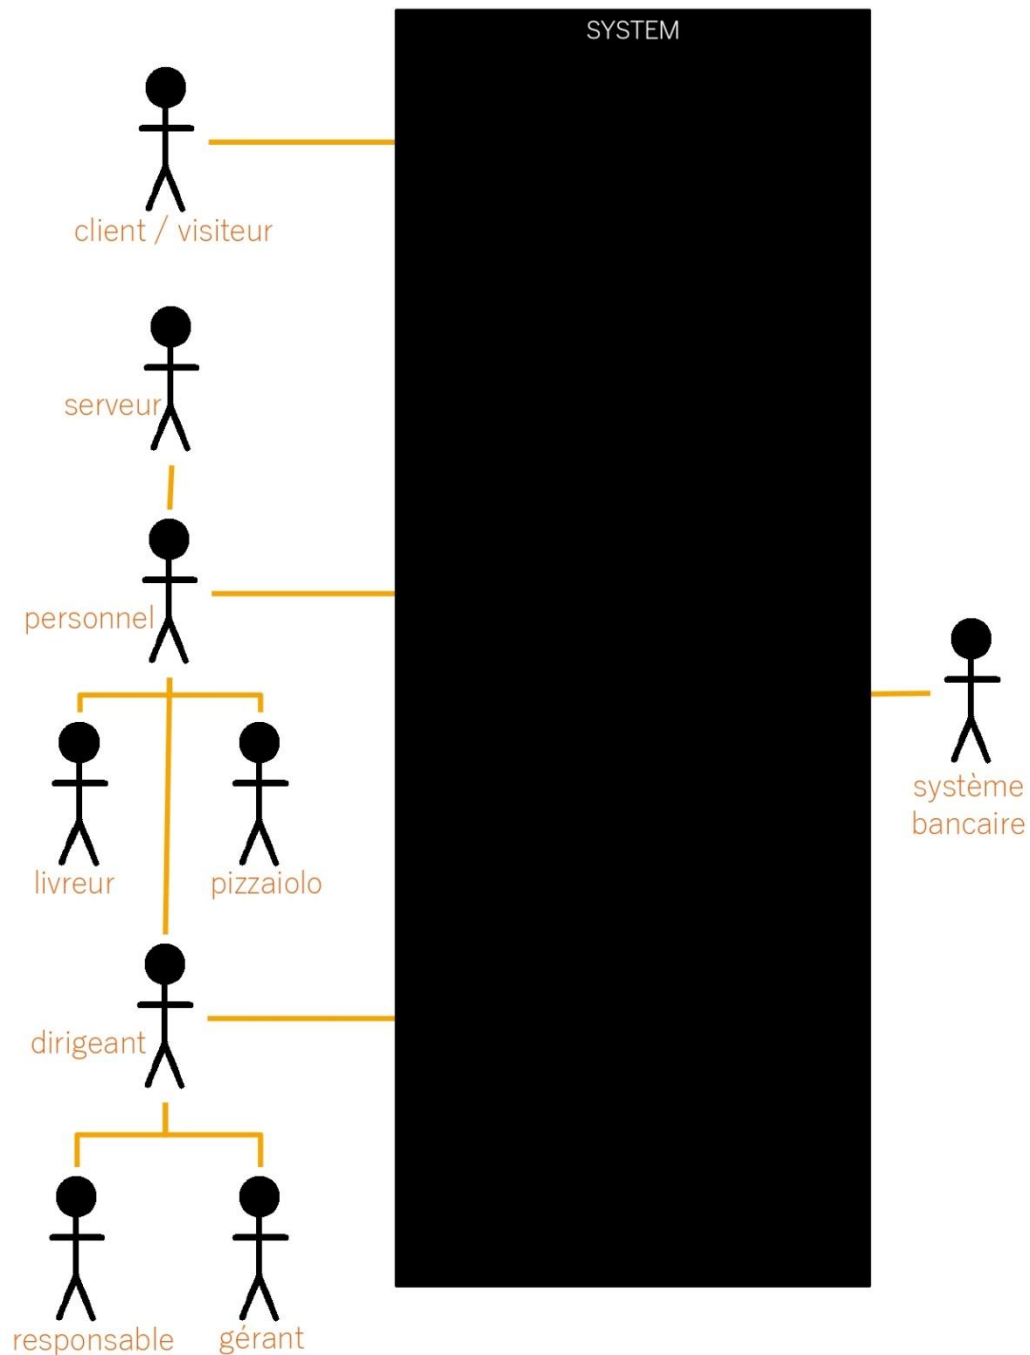 SYSTEM
client / visiteur
serveur
personnel
système
bancaire
livreur
pizzaiolo
dirigeant
responsable
gérant